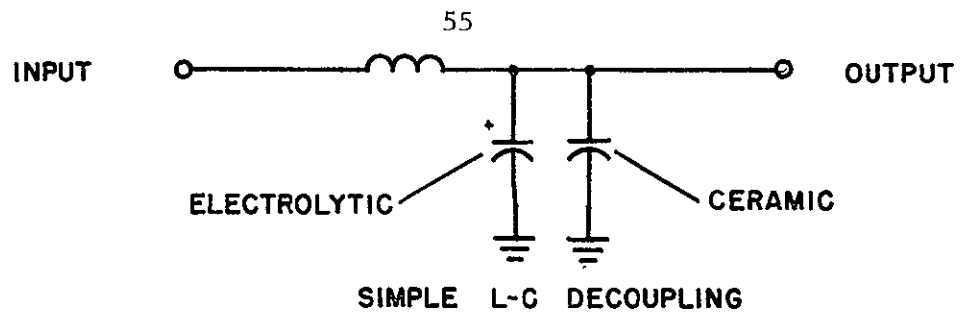 55
INPUT OUTPUT
+
ELECTROLYTIC CERAMIC
SIMPLE L-C DECOUPLING